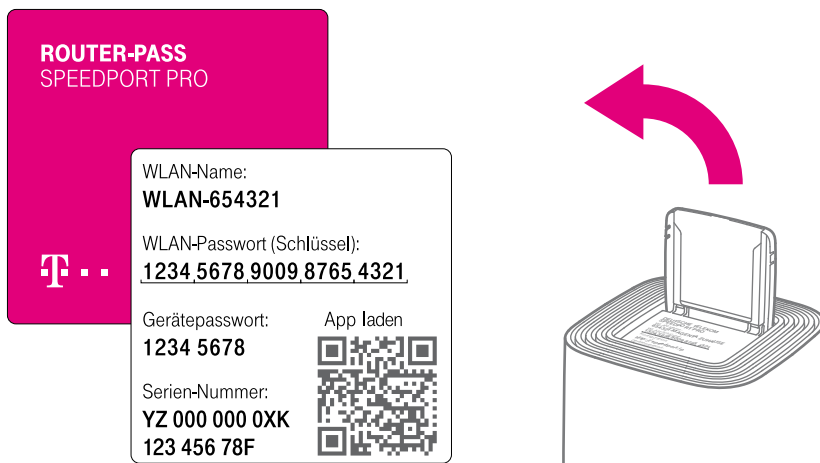 ROUTER-PASS
SPEEDPORT PRO
WLAN-Name:
WLAN-654321
WLAN-Passwort (Schlüssel):
1234 5678 9009 8765 4321
Gerätepasswort:
App laden
1234 5678
Serien-Nummer:
YZ 000 000 0XK
123 456 78F
T